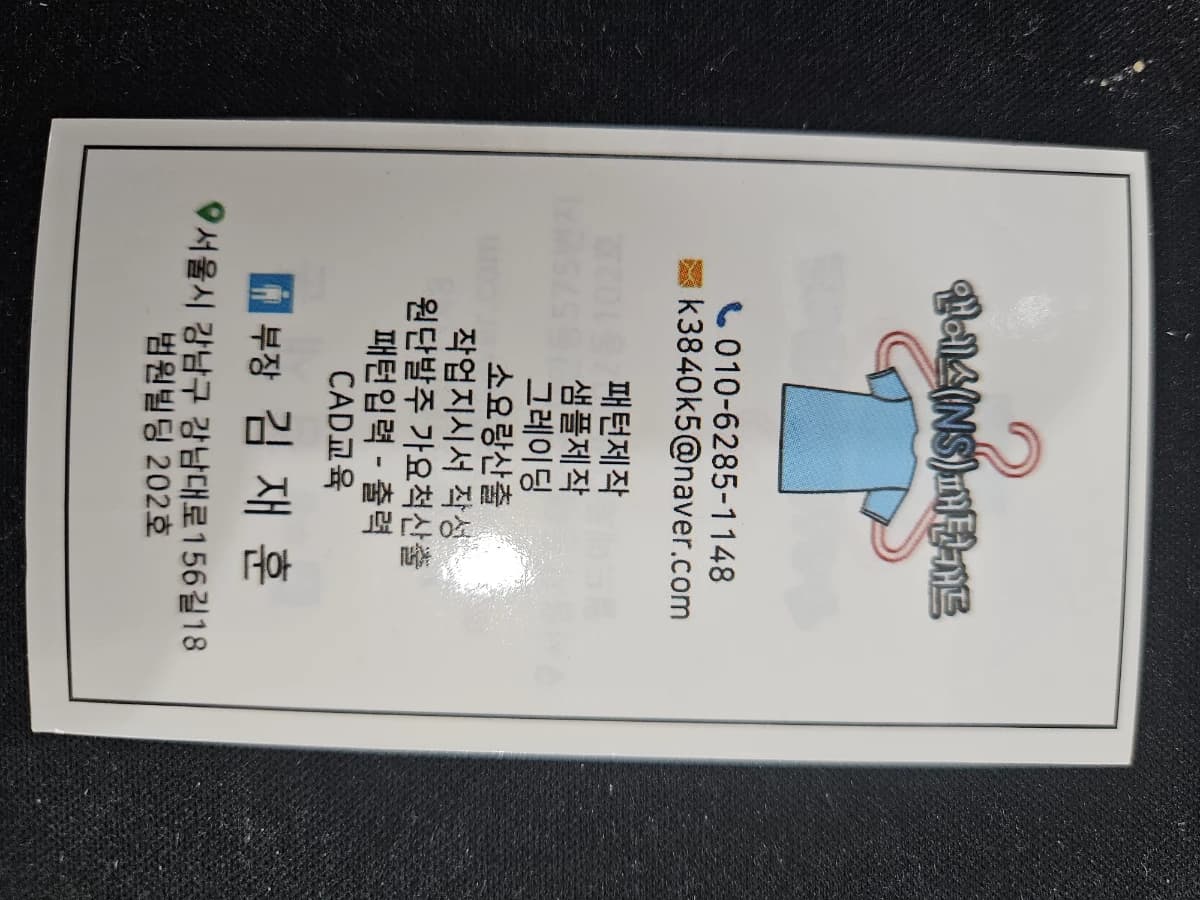 앤에스(NS)패턴캐드
010-6285-1148
k3840k5@naver.com
패턴제작
샘플제작
그레이딩
소요량산출
작업지시서 작성
원단발주 가요척산출
패턴입력 - 출력
CAD교육
부장 김 재 훈
서울시 강남구 강남대로156길18
범원빌딩 202호